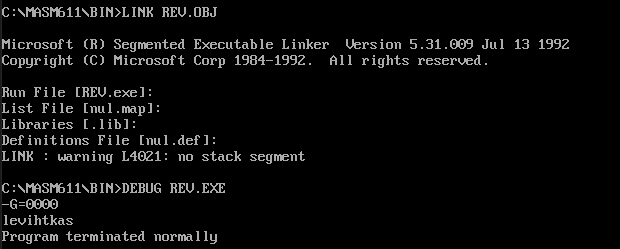 C:\MASM611\BIN>LINK REV.OBJ
Microsoft (R) Segmented Executable Linker  Version 5.31.009 Jul 13 1992
Copyright (C) Microsoft Corp 1984-1992.  All rights reserved.
Run File [REV.exe]:
List File [nul.map]:
Libraries [.lib]:
Definitions File [nul.def]:
LINK : warning L4021: no stack segment
C:\MASM611\BIN>DEBUG REV.EXE
-G=0000
levihtkas
Program terminated normally